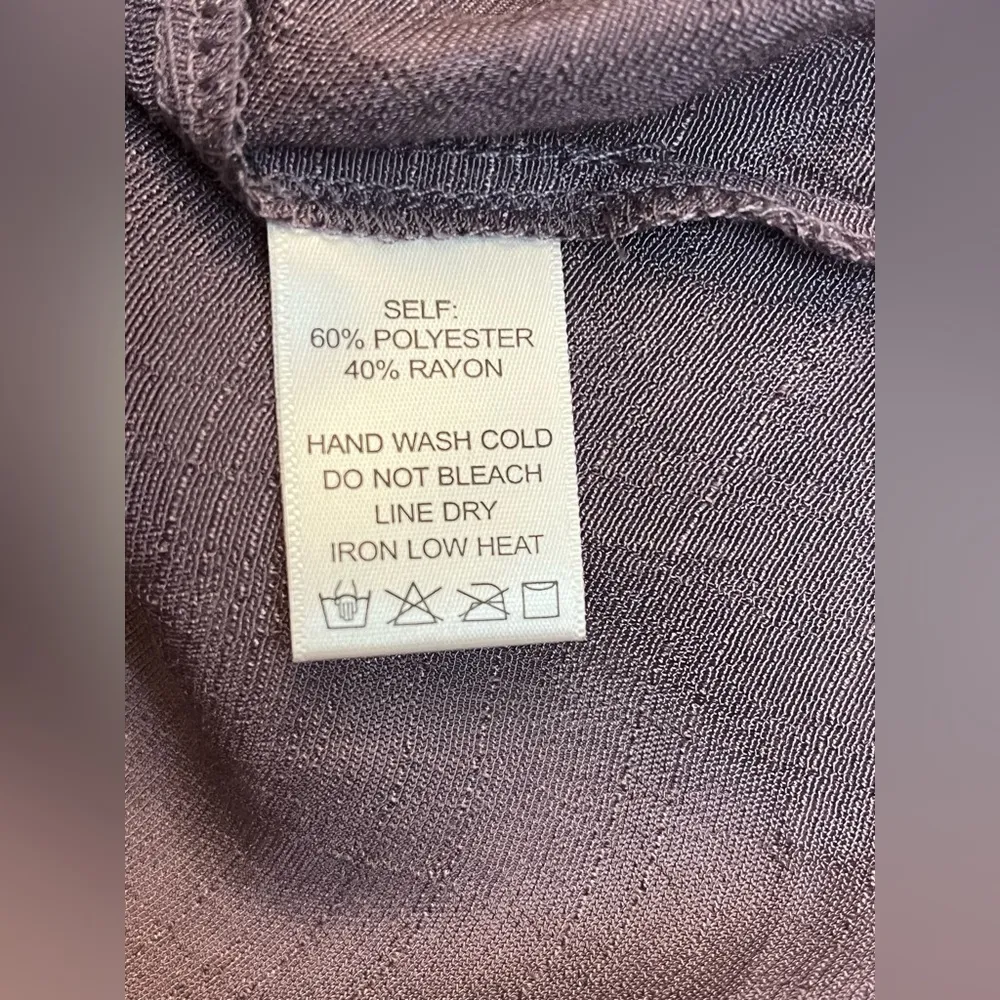 SELF:
60% POLYESTER
40% RAYON
HAND WASH COLD
DO NOT BLEACH
LINE DRY
IRON LOW HEAT